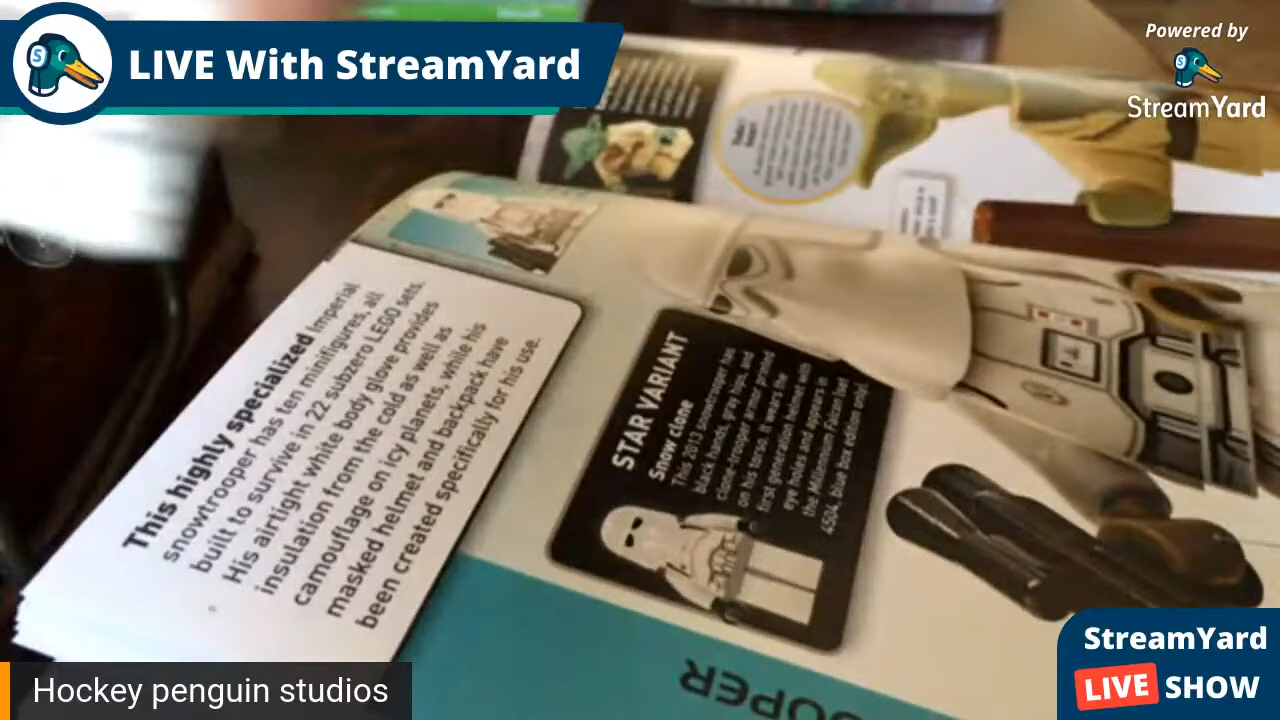 LIVE With StreamYard
Powered by
StreamYard
This highly specialized Imperial
snowtrooper has ten minifigures, all
built to survive in 22 subzero LEGO sets.
His airtight white body glove provides
insulation from the cold as well as
camouflage on icy planets, while his
masked helmet and backpack have
been created specifically for his use.
STAR VARIANT
Snow clone
This 2013 snowtrooper has
black hands, gray hips, and
clone-trooper armor printed
on his torso. It wears the
first generation helmet with
eye holes and appears in
the Millennium Falcon (set
4504, blue box edition only).
OOPER
StreamYard
LIVE SHOW
Hockey penguin studios